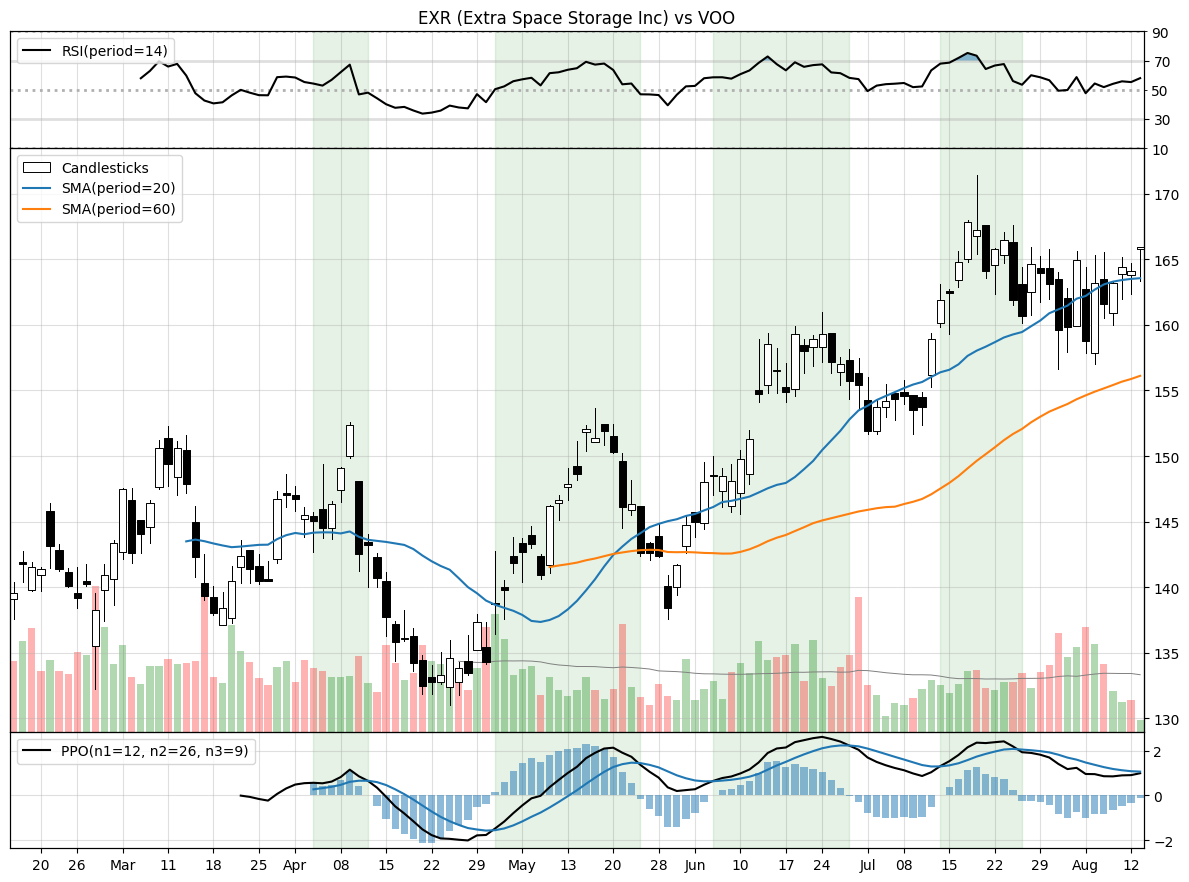 EXR (Extra Space Storage Inc) vs VOO
RSI(period=14)
90
70
50
30
10
Candlesticks
SMA(period=20)
SMA(period=60)
170
165
160
155
150
145
140
135
130
PPO(n1=12, n2=26, n3=9)
2
0
−2
20 26 Mar 11 18 25 Apr 08 15 22 29 May 13 20 28 Jun 10 17 24 Jul 08 15 22 29 Aug 12